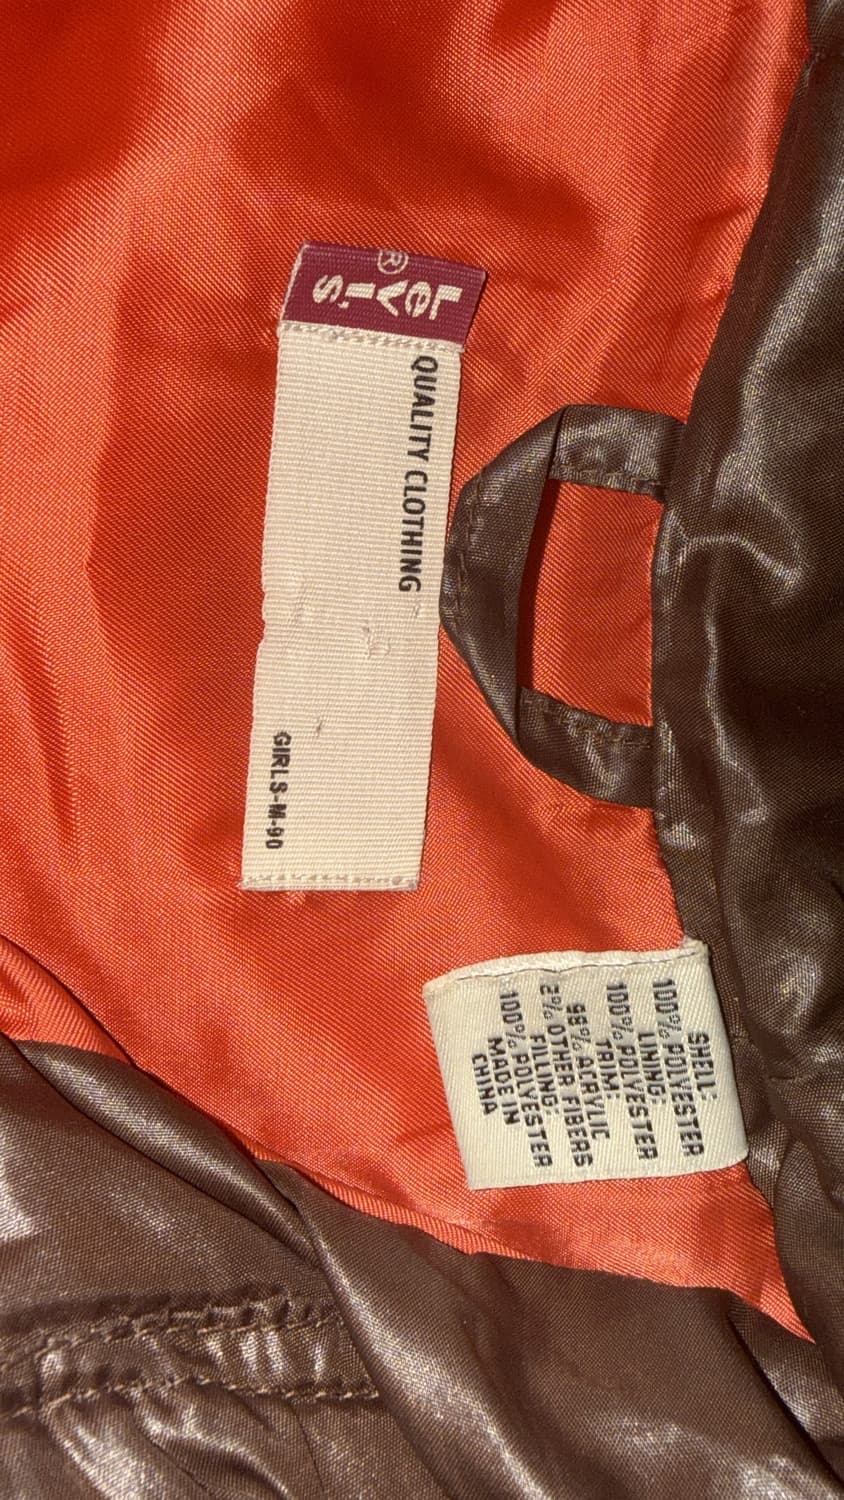 Levi's®
QUALITY CLOTHING
GIRLS-M-90
SHELL:
100% POLYESTER
LINING:
100% POLYESTER
TRIM:
98% ACRYLIC
2% OTHER FIBERS
FILING:
100% POLYESTER
MADE IN
CHINA